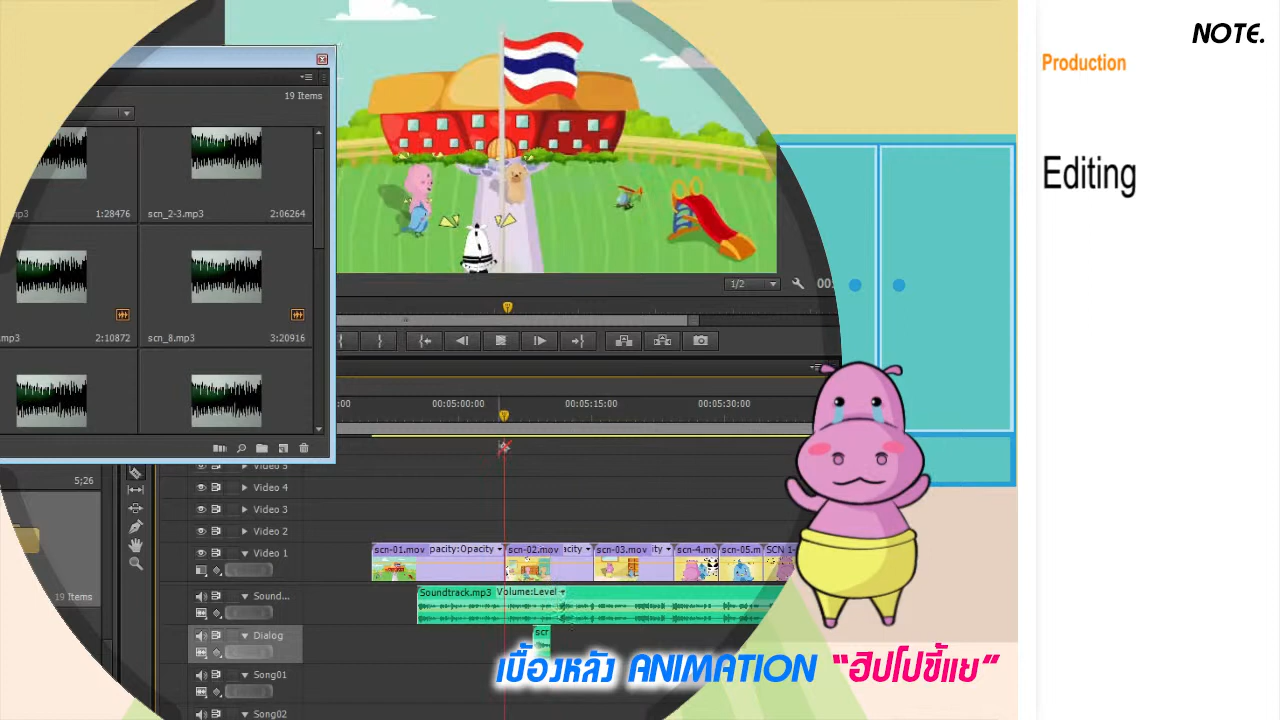 NOTE.
Production
Editing
19 Items
1:28476
scn_2-3.mp3
2:06264
.mp3
2:10872
scn_8.mp3
3:20916
1/2
00:05:00:00
00:05:15:00
00:05:30:00
5;26
19 Items
Video 4
Video 3
Video 2
Video 1
scn-01.mov
pacity:Opacity
scn-02.mov
acity
scn-03.mov
scn-4.mo
scn-05.m
SCN 1-
Sound...
Soundtrack.mp3
Volume:Level
scr
Dialog
Song01
Song02
เบื้องหลัง ANIMATION “ฮิปโปขี้แย”